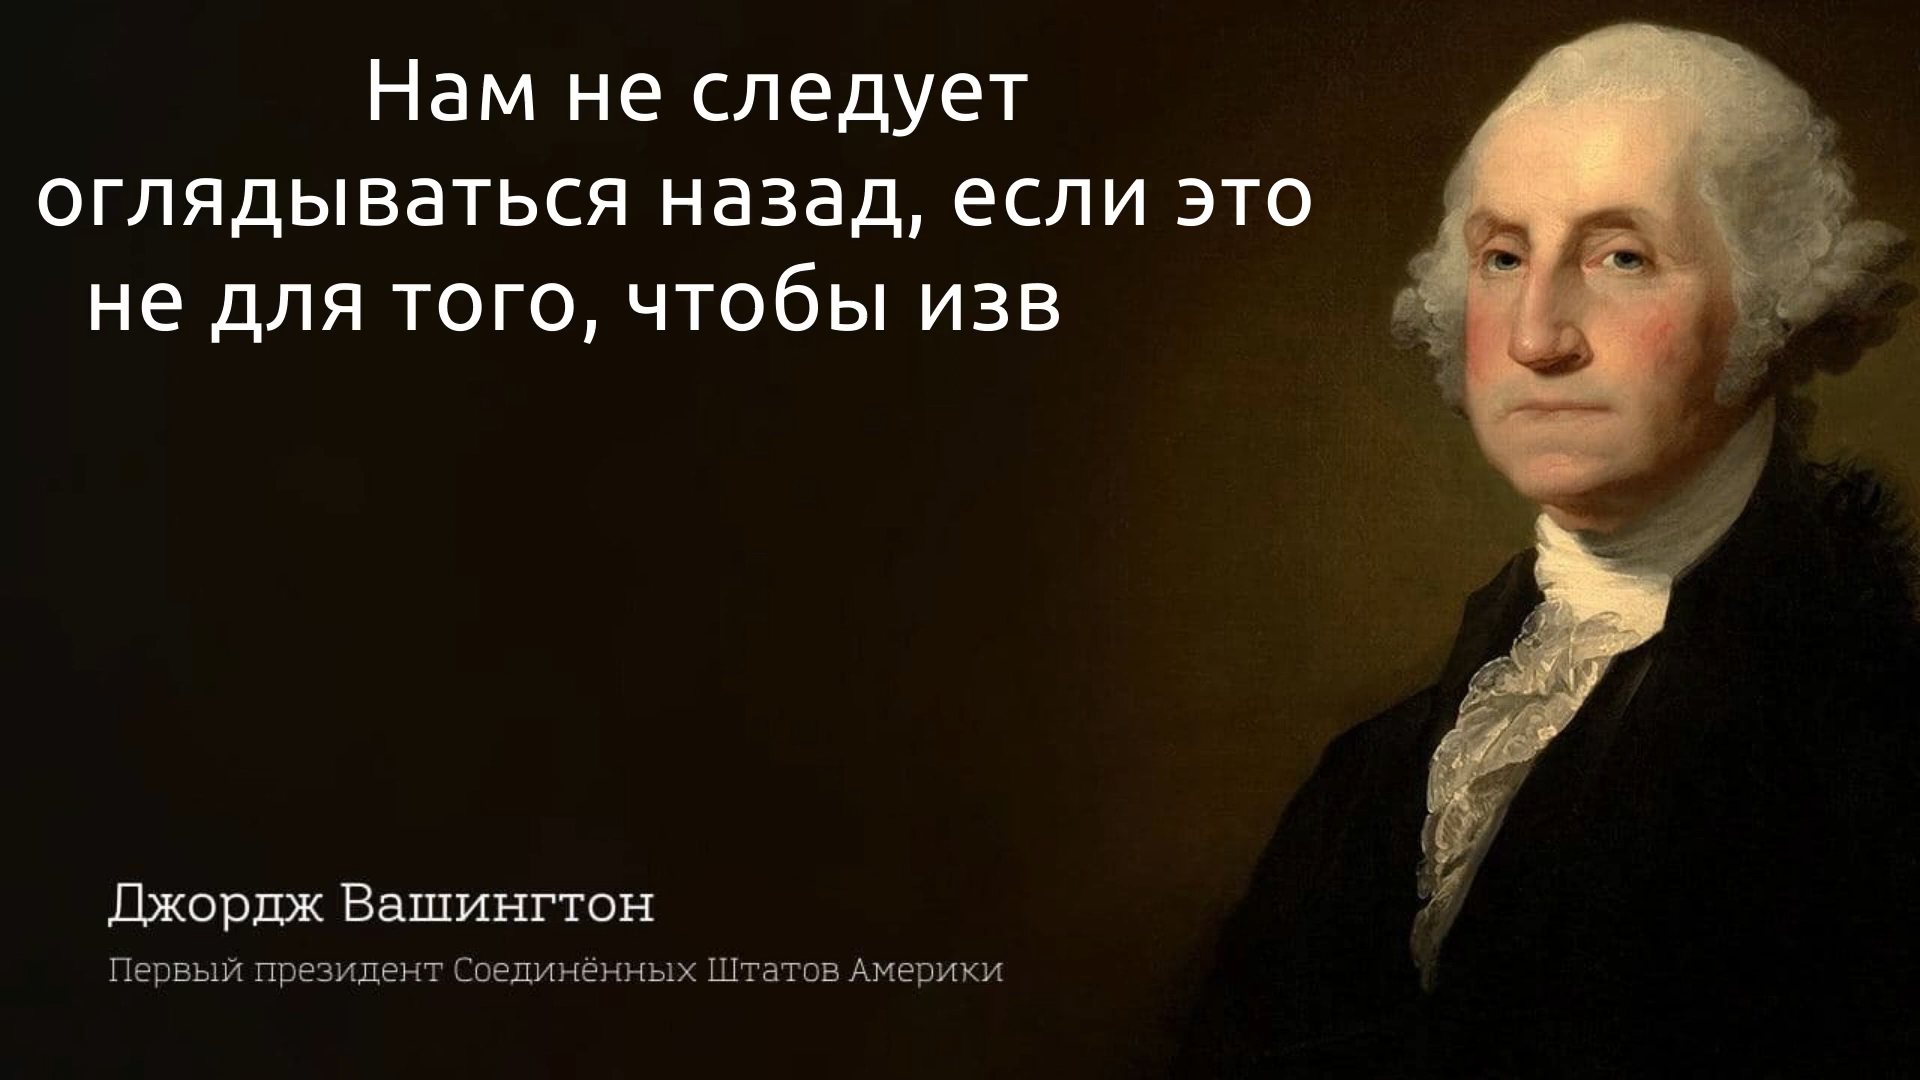 Нам не следует
оглядываться назад, если это
не для того, чтобы изв
Джордж Вашингтон
Первый президент Соединённых Штатов Америки